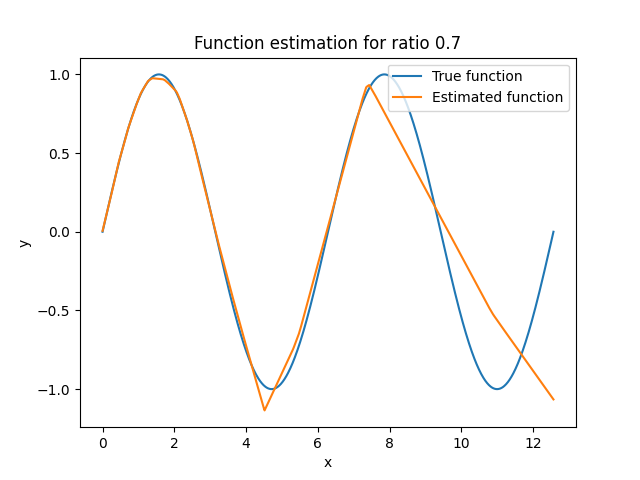 Function estimation for ratio 0.7
True function
Estimated function
1.0
0.5
0.0
−0.5
−1.0
y
0 2 4 6 8 10 12
x